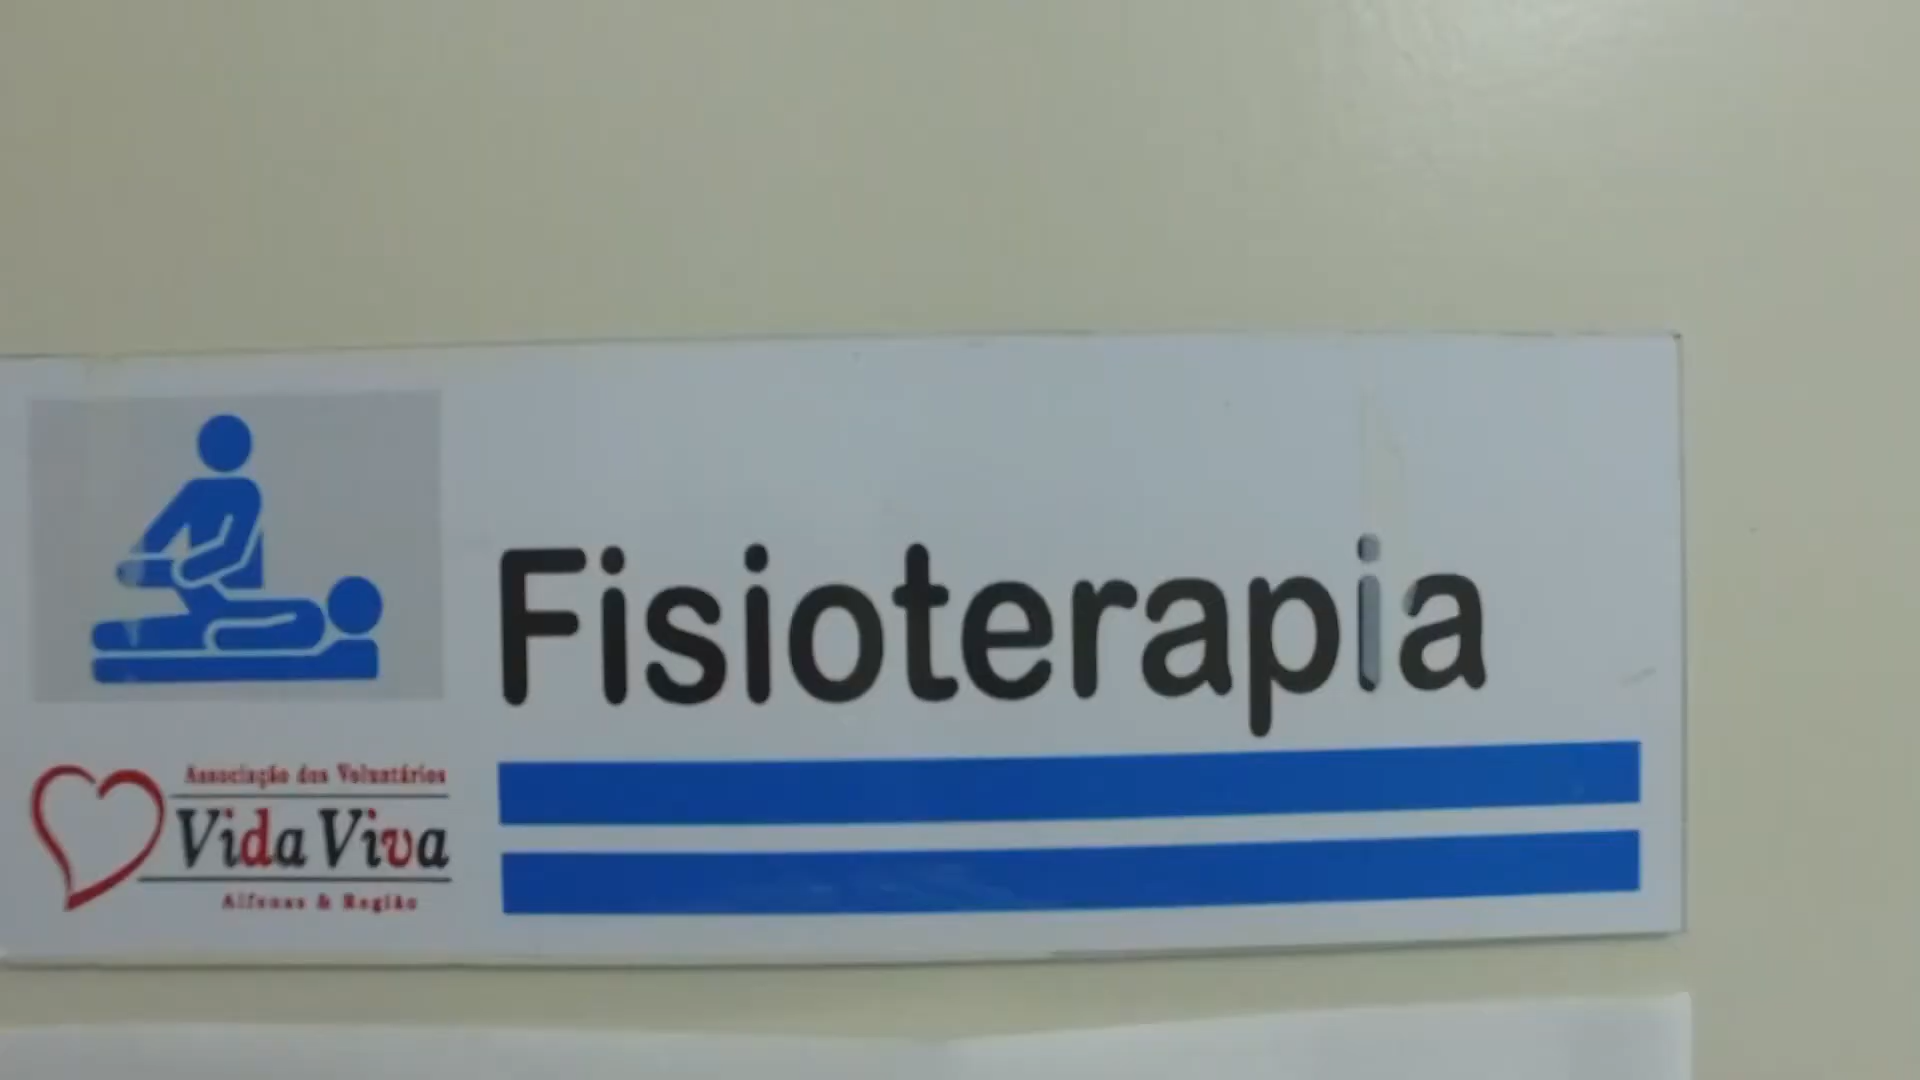 Fisioterapia
Associação dos Voluntários
Vida Viva
Alfenas & Região